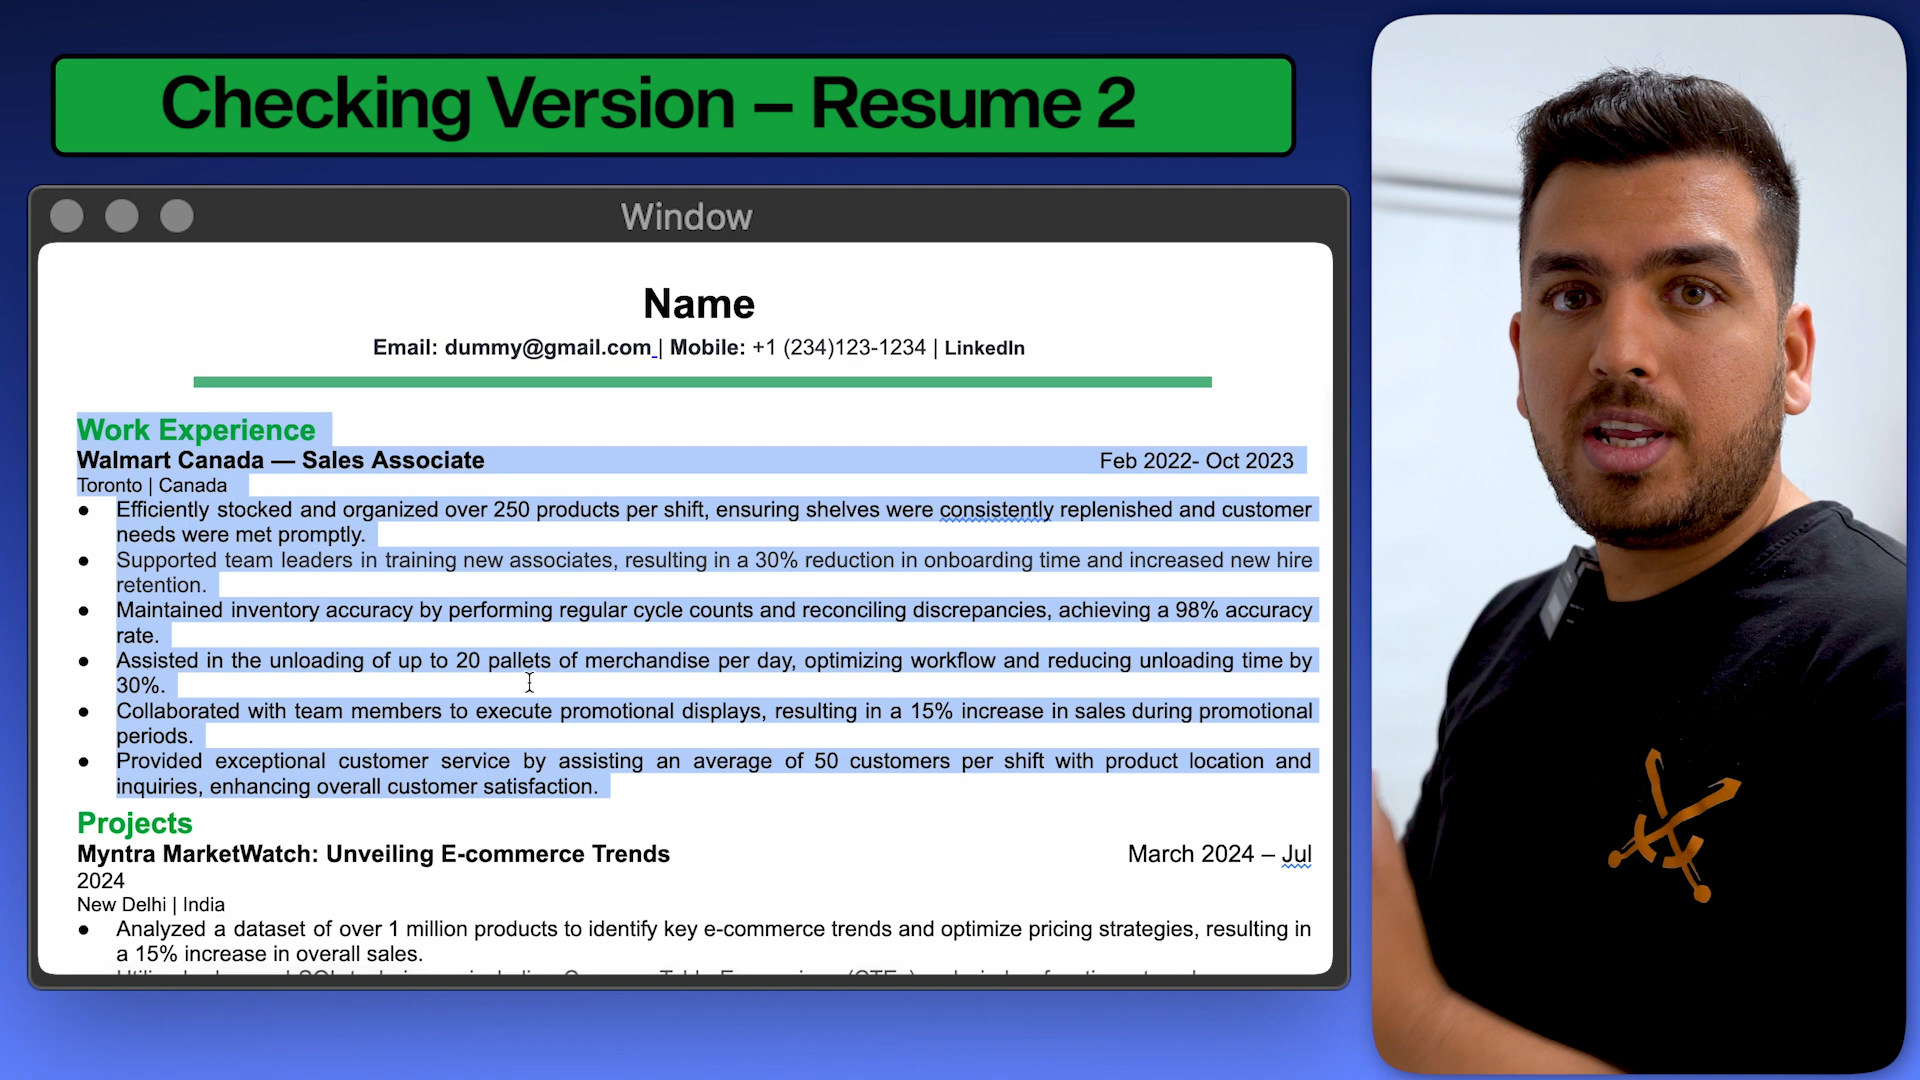 Checking Version – Resume 2
Window
Name
Email: dummy@gmail.com | Mobile: +1 (234)123-1234 | LinkedIn
Work Experience
Walmart Canada — Sales Associate Feb 2022- Oct 2023
Toronto | Canada
● Efficiently stocked and organized over 250 products per shift, ensuring shelves were consistently replenished and customer
needs were met promptly.
● Supported team leaders in training new associates, resulting in a 30% reduction in onboarding time and increased new hire
retention.
● Maintained inventory accuracy by performing regular cycle counts and reconciling discrepancies, achieving a 98% accuracy
rate.
● Assisted in the unloading of up to 20 pallets of merchandise per day, optimizing workflow and reducing unloading time by
30%.
● Collaborated with team members to execute promotional displays, resulting in a 15% increase in sales during promotional
periods.
● Provided exceptional customer service by assisting an average of 50 customers per shift with product location and
inquiries, enhancing overall customer satisfaction.
Projects
Myntra MarketWatch: Unveiling E-commerce Trends March 2024 – Jul
2024
New Delhi | India
● Analyzed a dataset of over 1 million products to identify key e-commerce trends and optimize pricing strategies, resulting in
a 15% increase in overall sales.